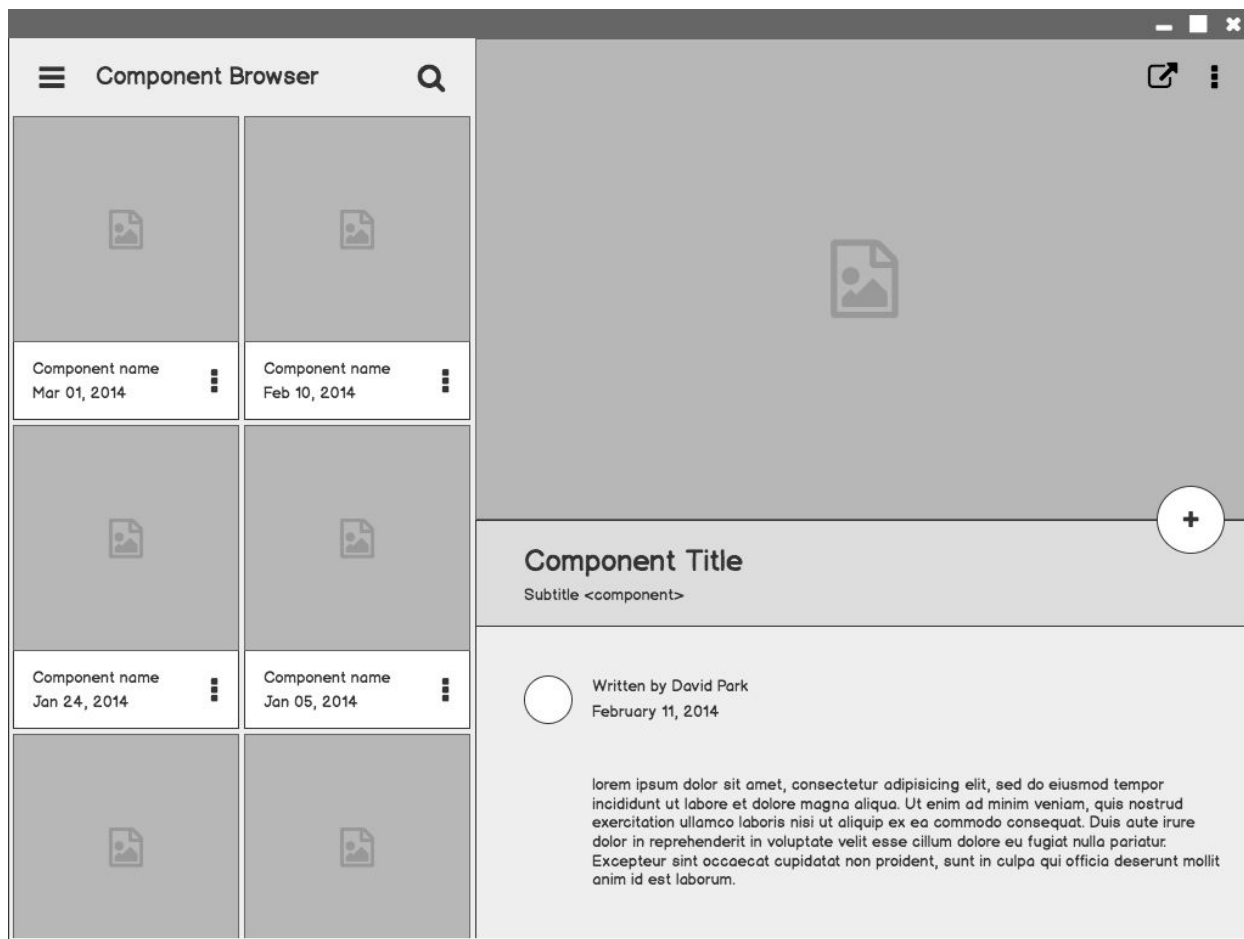 Component Browser
Component name
Mar 01, 2014
Component name
Feb 10, 2014
Component name
Jan 24, 2014
Component name
Jan 05, 2014
Component Title
Subtitle <component>
Written by David Park
February 11, 2014
lorem ipsum dolor sit amet, consectetur adipisicing elit, sed do eiusmod tempor
incididunt ut labore et dolore magna aliqua. Ut enim ad minim veniam, quis nostrud
exercitation ullamco laboris nisi ut aliquip ex ea commodo consequat. Duis aute irure
dolor in reprehenderit in voluptate velit esse cillum dolore eu fugiat nulla pariatur.
Excepteur sint occaecat cupidatat non proident, sunt in culpa qui officia deserunt mollit
anim id est laborum.